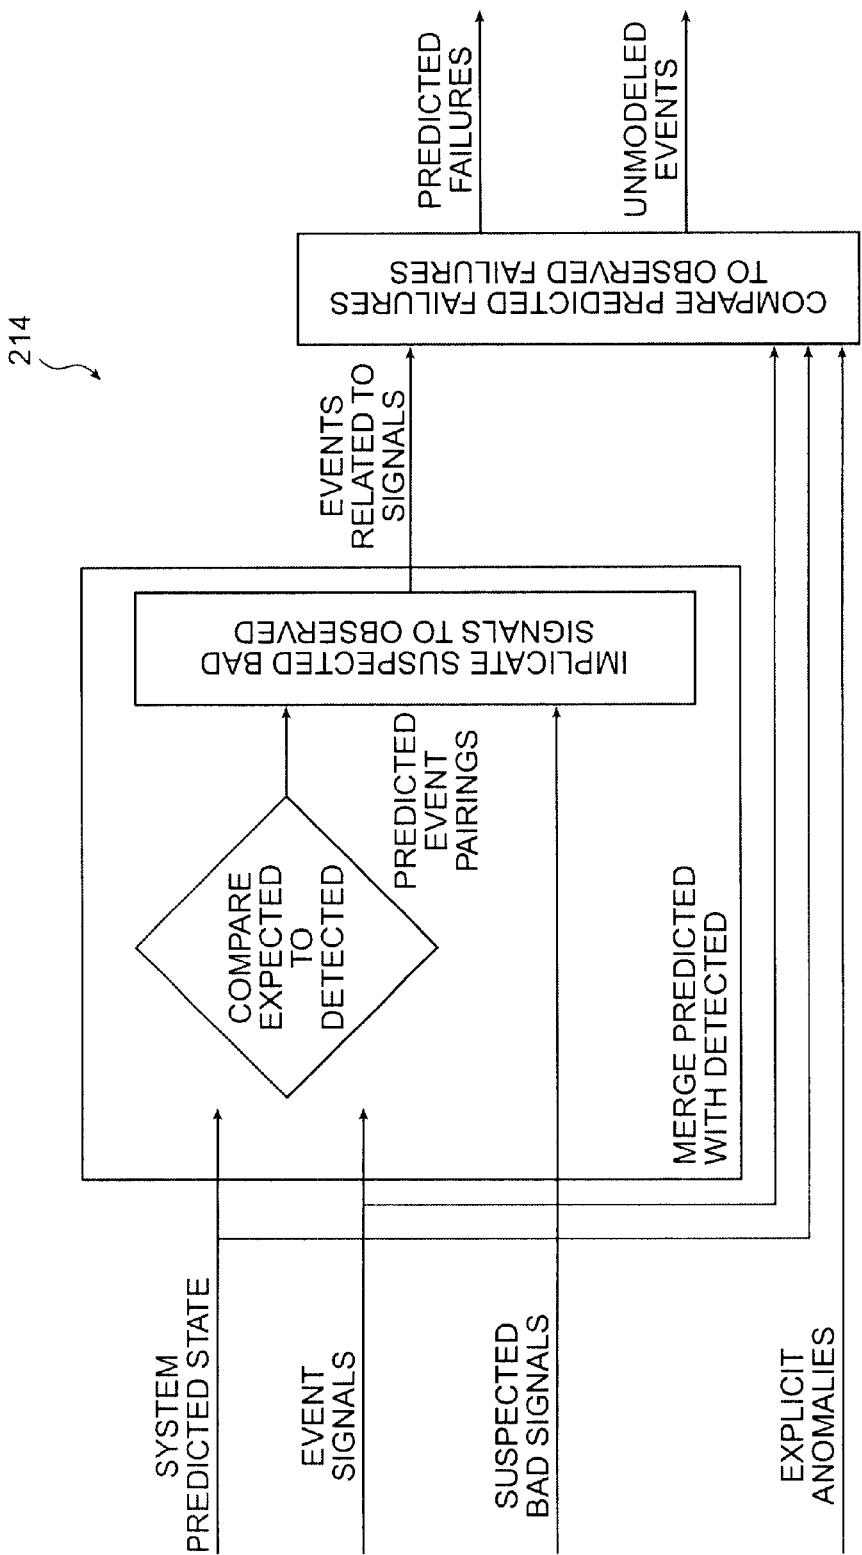 214
SYSTEM
PREDICTED STATE
EVENT
SIGNALS
SUSPECTED
BAD SIGNALS
EXPLICIT
ANOMALIES
COMPARE
EXPECTED
TO
DETECTED
PREDICTED
EVENT
PAIRINGS
IMPLICATE SUSPECTED BAD
SIGNALS TO OBSERVED
MERGE PREDICTED
WITH DETECTED
EVENTS
RELATED TO
SIGNALS
COMPARE PREDICTED FAILURES
TO OBSERVED FAILURES
PREDICTED
FAILURES
UNMODELED
EVENTS